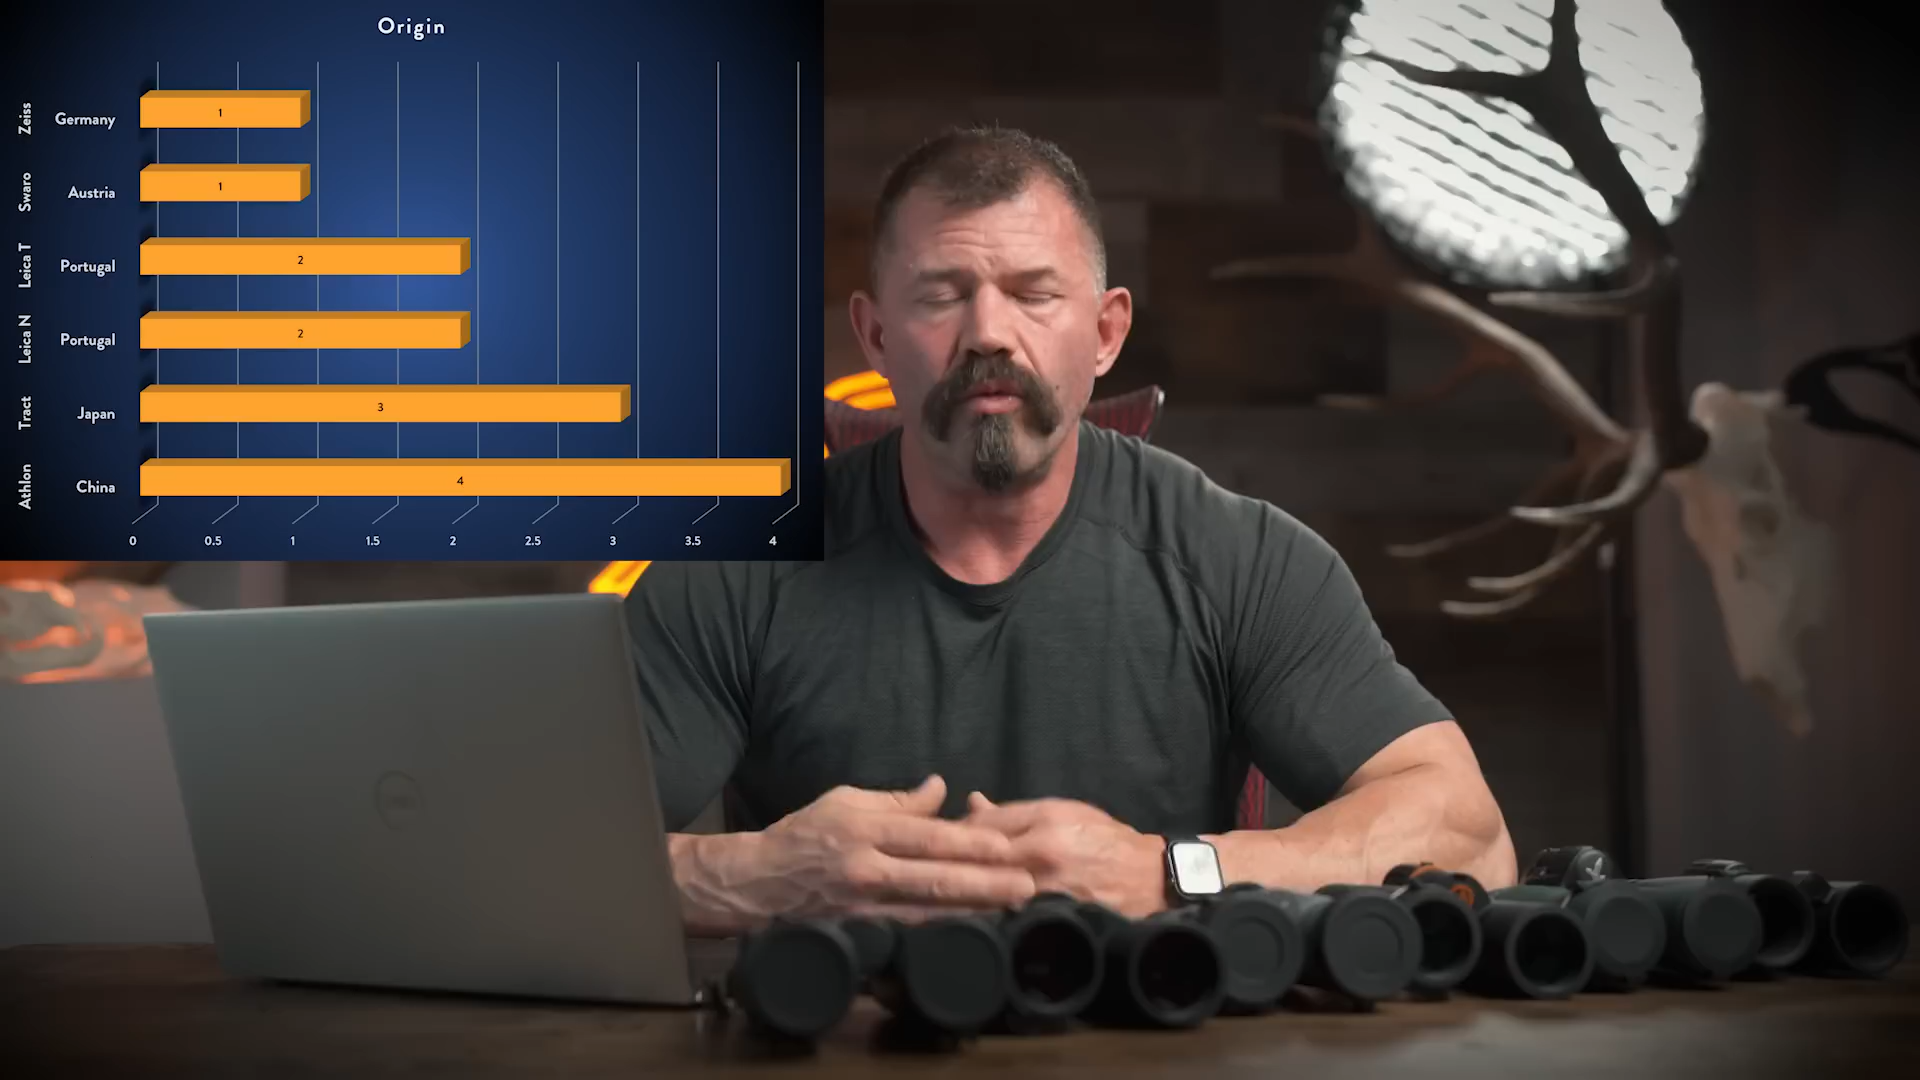 Origin
Zeiss Germany 1
Swaro Austria 1
Leica T Portugal 2
Leica N Portugal 2
Tract Japan 3
Athlon China 4
0 0.5 1 1.5 2 2.5 3 3.5 4